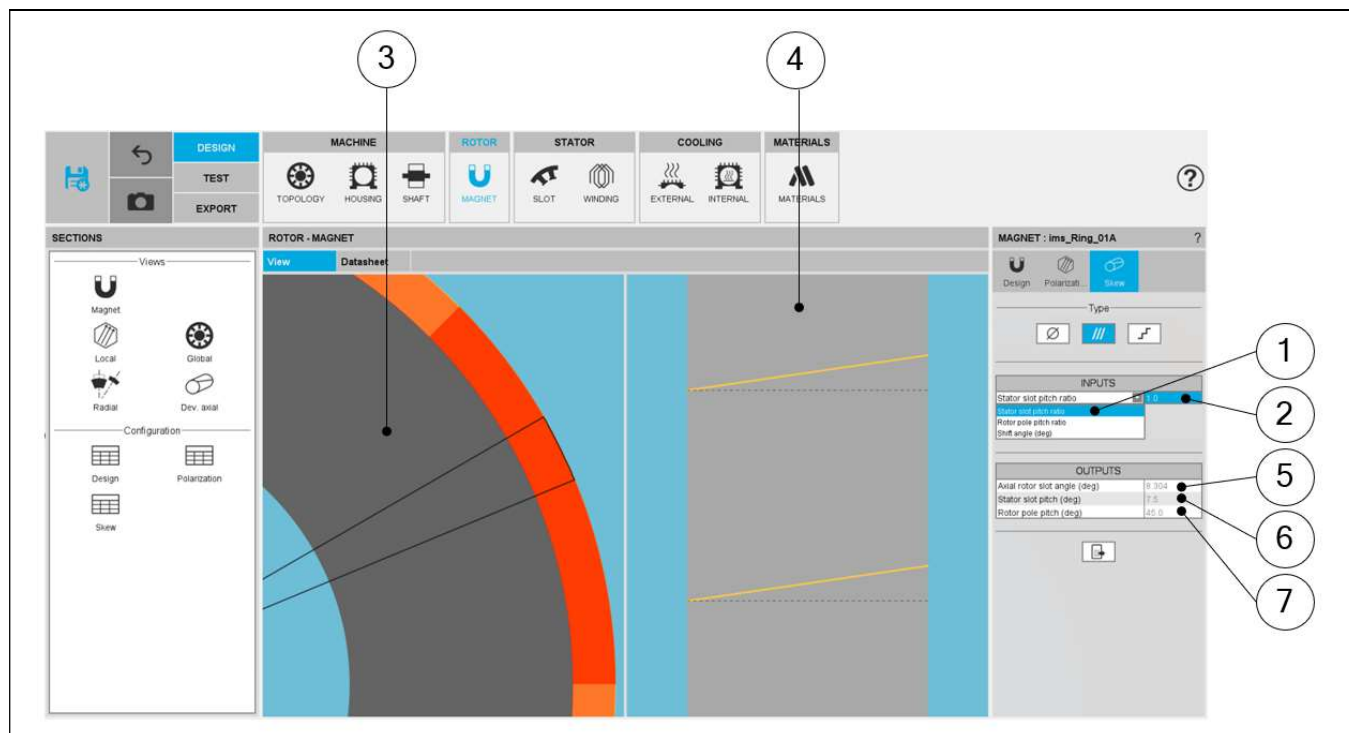 3
4
DESIGN
TEST
EXPORT
MACHINE
ROTOR
STATOR
COOLING
MATERIALS
TOPOLOGY
HOUSING
SHAFT
MAGNET
SLOT
WINDING
EXTERNAL
INTERNAL
MATERIALS
?
SECTIONS
Views
Magnet
Local
Global
Radial
Dev. axial
Configuration
Design
Polarization
Skew
ROTOR - MAGNET
View
Datasheet
MAGNET : ims_Ring_01A
?
Design
Polarizati...
Skew
Type
INPUTS
Stator slot pitch ratio
1.0
Stator slot pitch ratio
Rotor pole pitch ratio
Shift angle (deg)
OUTPUTS
Axial rotor slot angle (deg)
8.304
Stator slot pitch (deg)
7.5
Rotor pole pitch (deg)
45.0
1
2
5
6
7